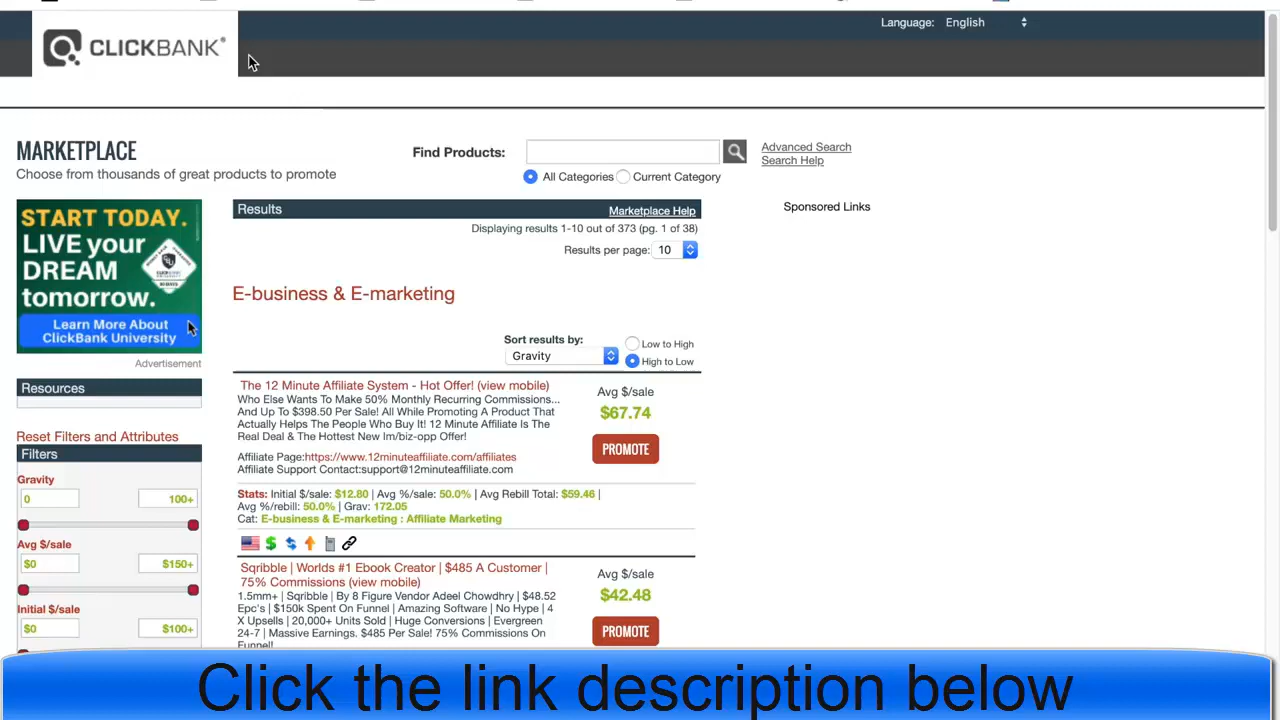 Language: English
CLICKBANK®
MARKETPLACE
Choose from thousands of great products to promote
Find Products:
All Categories Current Category
Advanced Search
Search Help
START TODAY.
LIVE your
DREAM
tomorrow.
Learn More About
ClickBank University
Advertisement
Resources
Reset Filters and Attributes
Filters
Gravity
0 100+
Avg $/sale
$0 $150+
Initial $/sale
$0 $100+
Results Marketplace Help
Displaying results 1-10 out of 373 (pg. 1 of 38)
Results per page: 10
E-business & E-marketing
Sort results by:
Gravity
Low to High
High to Low
The 12 Minute Affiliate System - Hot Offer! (view mobile)
Who Else Wants To Make 50% Monthly Recurring Commissions...
And Up To $398.50 Per Sale! All While Promoting A Product That
Actually Helps The People Who Buy It! 12 Minute Affiliate Is The
Real Deal & The Hottest New Im/biz-opp Offer!
Affiliate Page:https://www.12minuteaffiliate.com/affiliates
Affiliate Support Contact:support@12minuteaffiliate.com
Avg $/sale
$67.74
PROMOTE
Stats: Initial $/sale: $12.80 | Avg %/sale: 50.0% | Avg Rebill Total: $59.46 |
Avg %/rebill: 50.0% | Grav: 172.05
Cat: E-business & E-marketing : Affiliate Marketing
Sqribble | Worlds #1 Ebook Creator | $485 A Customer |
75% Commissions (view mobile)
1.5mm+ | Sqribble | By 8 Figure Vendor Adeel Chowdhry | $48.52
Epc's | $150k Spent On Funnel | Amazing Software | No Hype | 4
X Upsells | 20,000+ Units Sold | Huge Conversions | Evergreen
24-7 | Massive Earnings. $485 Per Sale! 75% Commissions On
Funnel!
Avg $/sale
$42.48
PROMOTE
Sponsored Links
Click the link description below